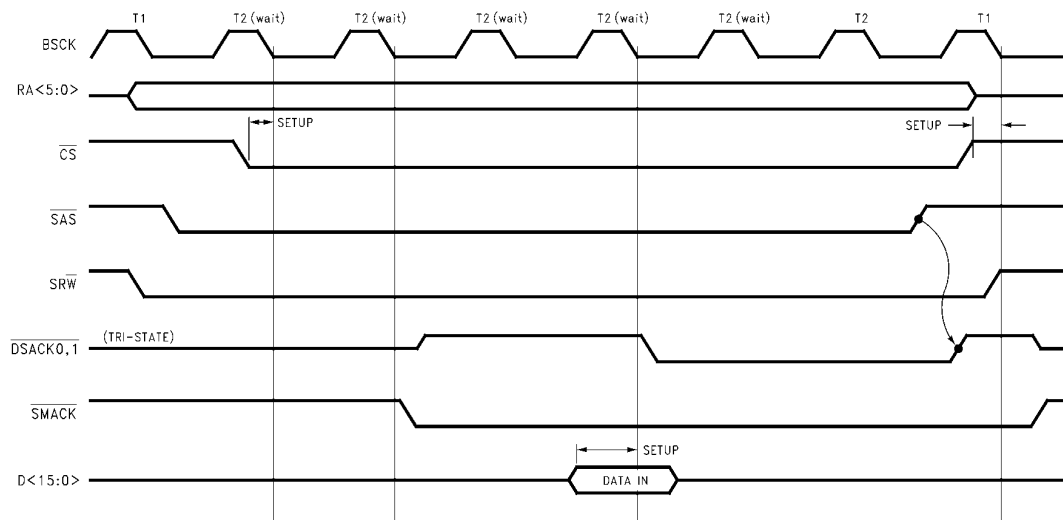 T1 T2 (wait) T2 (wait) T2 (wait) T2 (wait) T2 (wait) T2 T1
BSCK
RA<5:0>
SETUP SETUP
CS
SAS
SRW
(TRI-STATE)
DSACK0,1
SMACK
SETUP
D<15:0> DATA IN